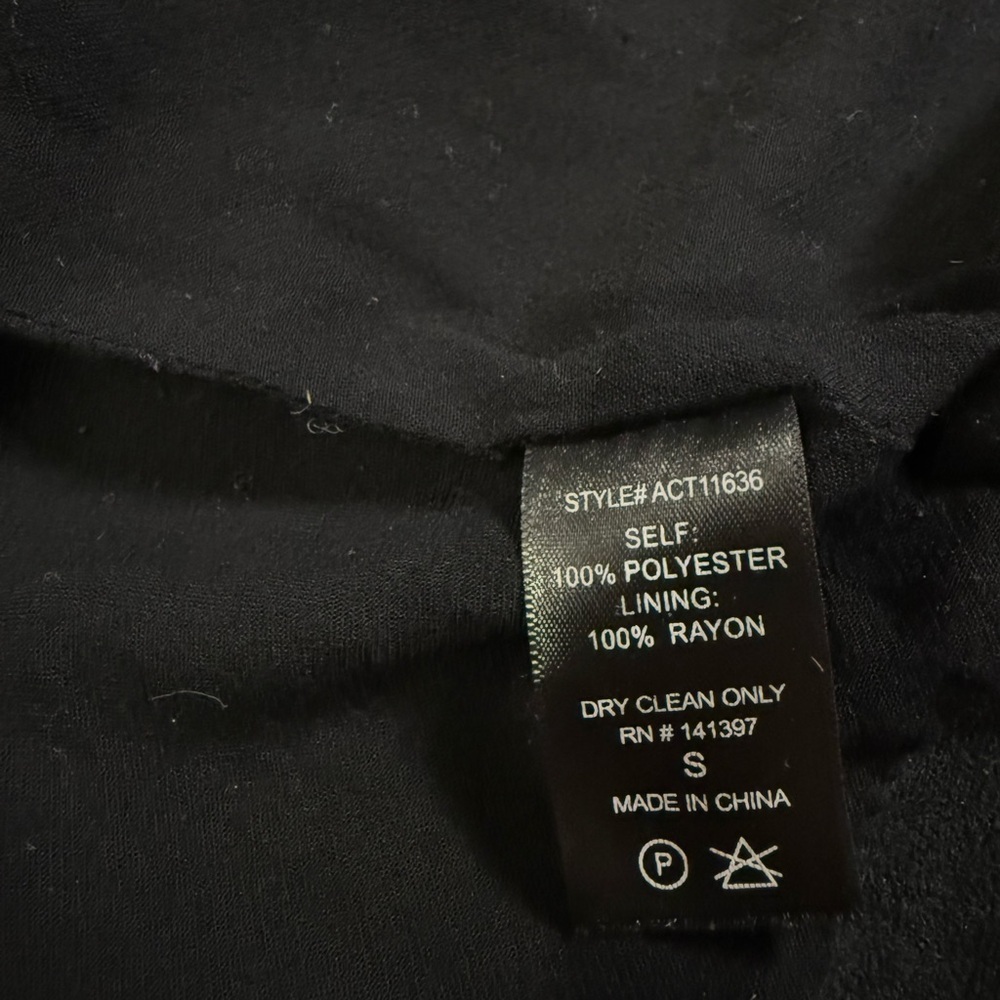 STYLE# ACT11636
SELF:
100% POLYESTER
LINING:
100% RAYON
DRY CLEAN ONLY
RN # 141397
S
MADE IN CHINA
P